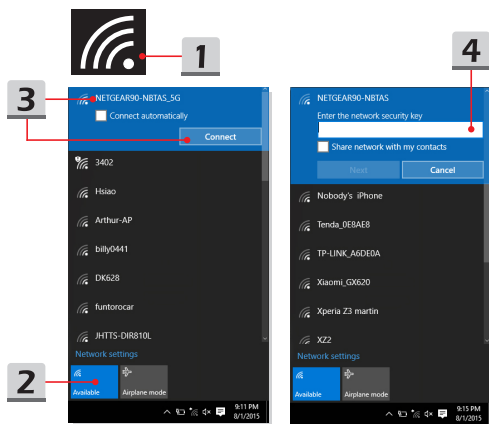 1
3
NETGEAR90-NBTAS_5G
Connect automatically
Connect
3402
Hsiao
Arthur-AP
billy0441
DK628
funtorocar
JHTTS-DIR810L
Network settings
2
Available
Airplane mode
9:11 PM
8/1/2015
4
NETGEAR90-NBTAS
Enter the network security key
Share network with my contacts
Next
Cancel
Nobody's iPhone
Tenda_0E8AE8
TP-LINK_A6DE0A
Xiaomi_GX620
Xperia Z3 martin
XZ2
Network settings
Available
Airplane mode
9:15 PM
8/1/2015